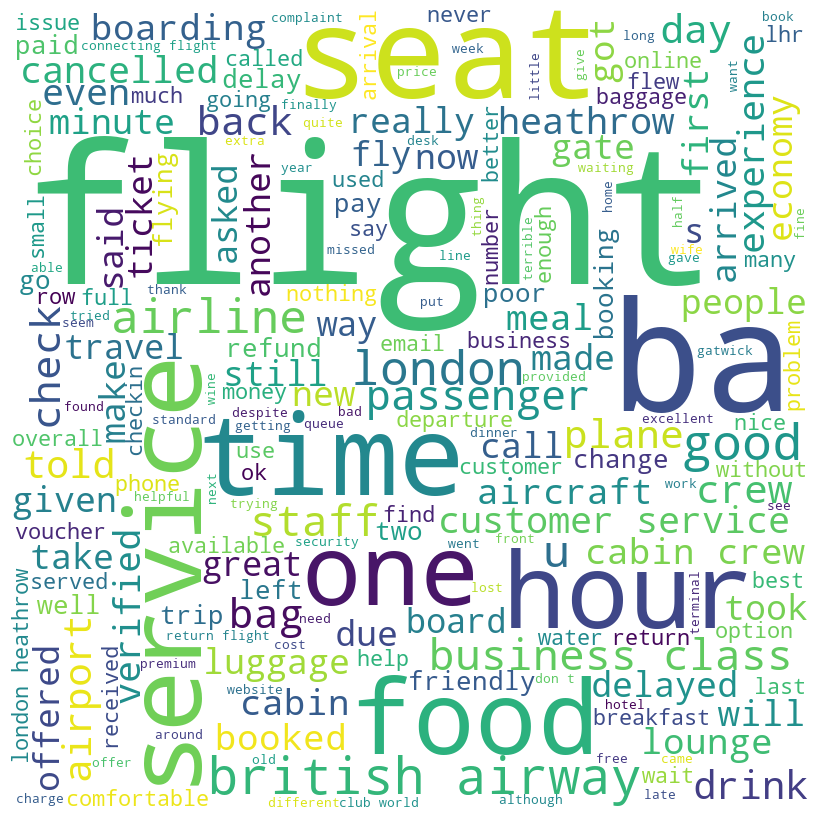 issue
boarding
complaint
never
book
paid
connecting flight
arrival
seat
week
long
give
got
day
lhr
cancelled
called
price
little
online
want
even
much
delay
going
finally
flew
baggage
first
experience
economy
choice
minute
back
quite
really
heathrow
extra
desk
better
gate
waiting
flight
ticket
said
flying
asked
another
year
used
fly
now
pay
say
missed
line
number
thing
terrible
enough
home
half
s
gave
wife
arrived
many
fine
small
able
go
row
full
thank
nothing
put
poor
booking
people
tried
seem
airline
way
email
business
meal
ba
problem
check
travel
refund
still
london
made
gatwick
make
checkin
service
money
new
passenger
provided
found
standard
wine
despite
bad
getting
queue
departure
excellent
nice
overall
time
use
dinner
call
plane
good
told
phone
helpful
next
ok
trying
customer
change
work
without
given
voucher
verified
staff
find
aircraft
crew
see
security
two
customer service
front
take
available
went
u
cabin crew
best
london heathrow
served
great
left
one
lost
hour
terminal
well
trip
bag
need
board
took
return flight
due
water
return
option
offered
airport
received
premium
cost
luggage
help
business class
website
cabin
food
friendly
don t
delayed
last
hotel
breakfast
will
around
booked
lounge
old
free
came
wait
offer
british airway
drink
charge
comfortable
different
club world
although
late